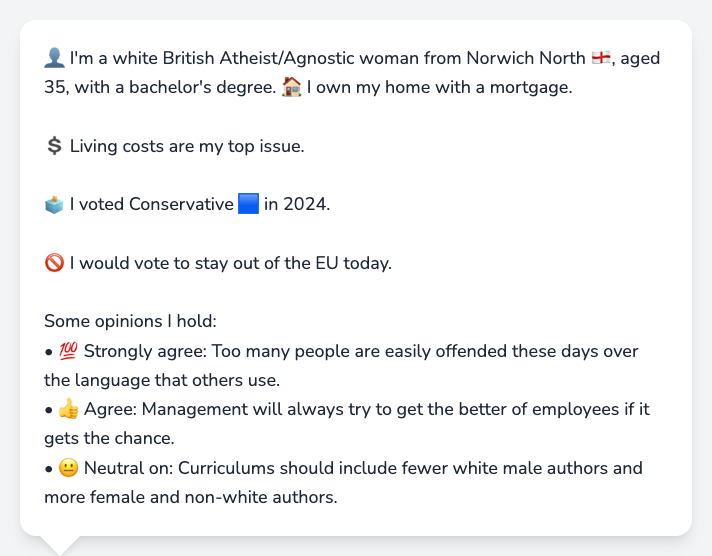 👤 I'm a white British Atheist/Agnostic woman from Norwich North 🏴󠁧󠁢󠁥󠁮󠁧󠁿, aged
35, with a bachelor's degree. 🏠 I own my home with a mortgage.
💲 Living costs are my top issue.
🗳️ I voted Conservative 🟦 in 2024.
🚫 I would vote to stay out of the EU today.
Some opinions I hold:
• 💯 Strongly agree: Too many people are easily offended these days over
the language that others use.
• 👍 Agree: Management will always try to get the better of employees if it
gets the chance.
• 😐 Neutral on: Curriculums should include fewer white male authors and
more female and non-white authors.